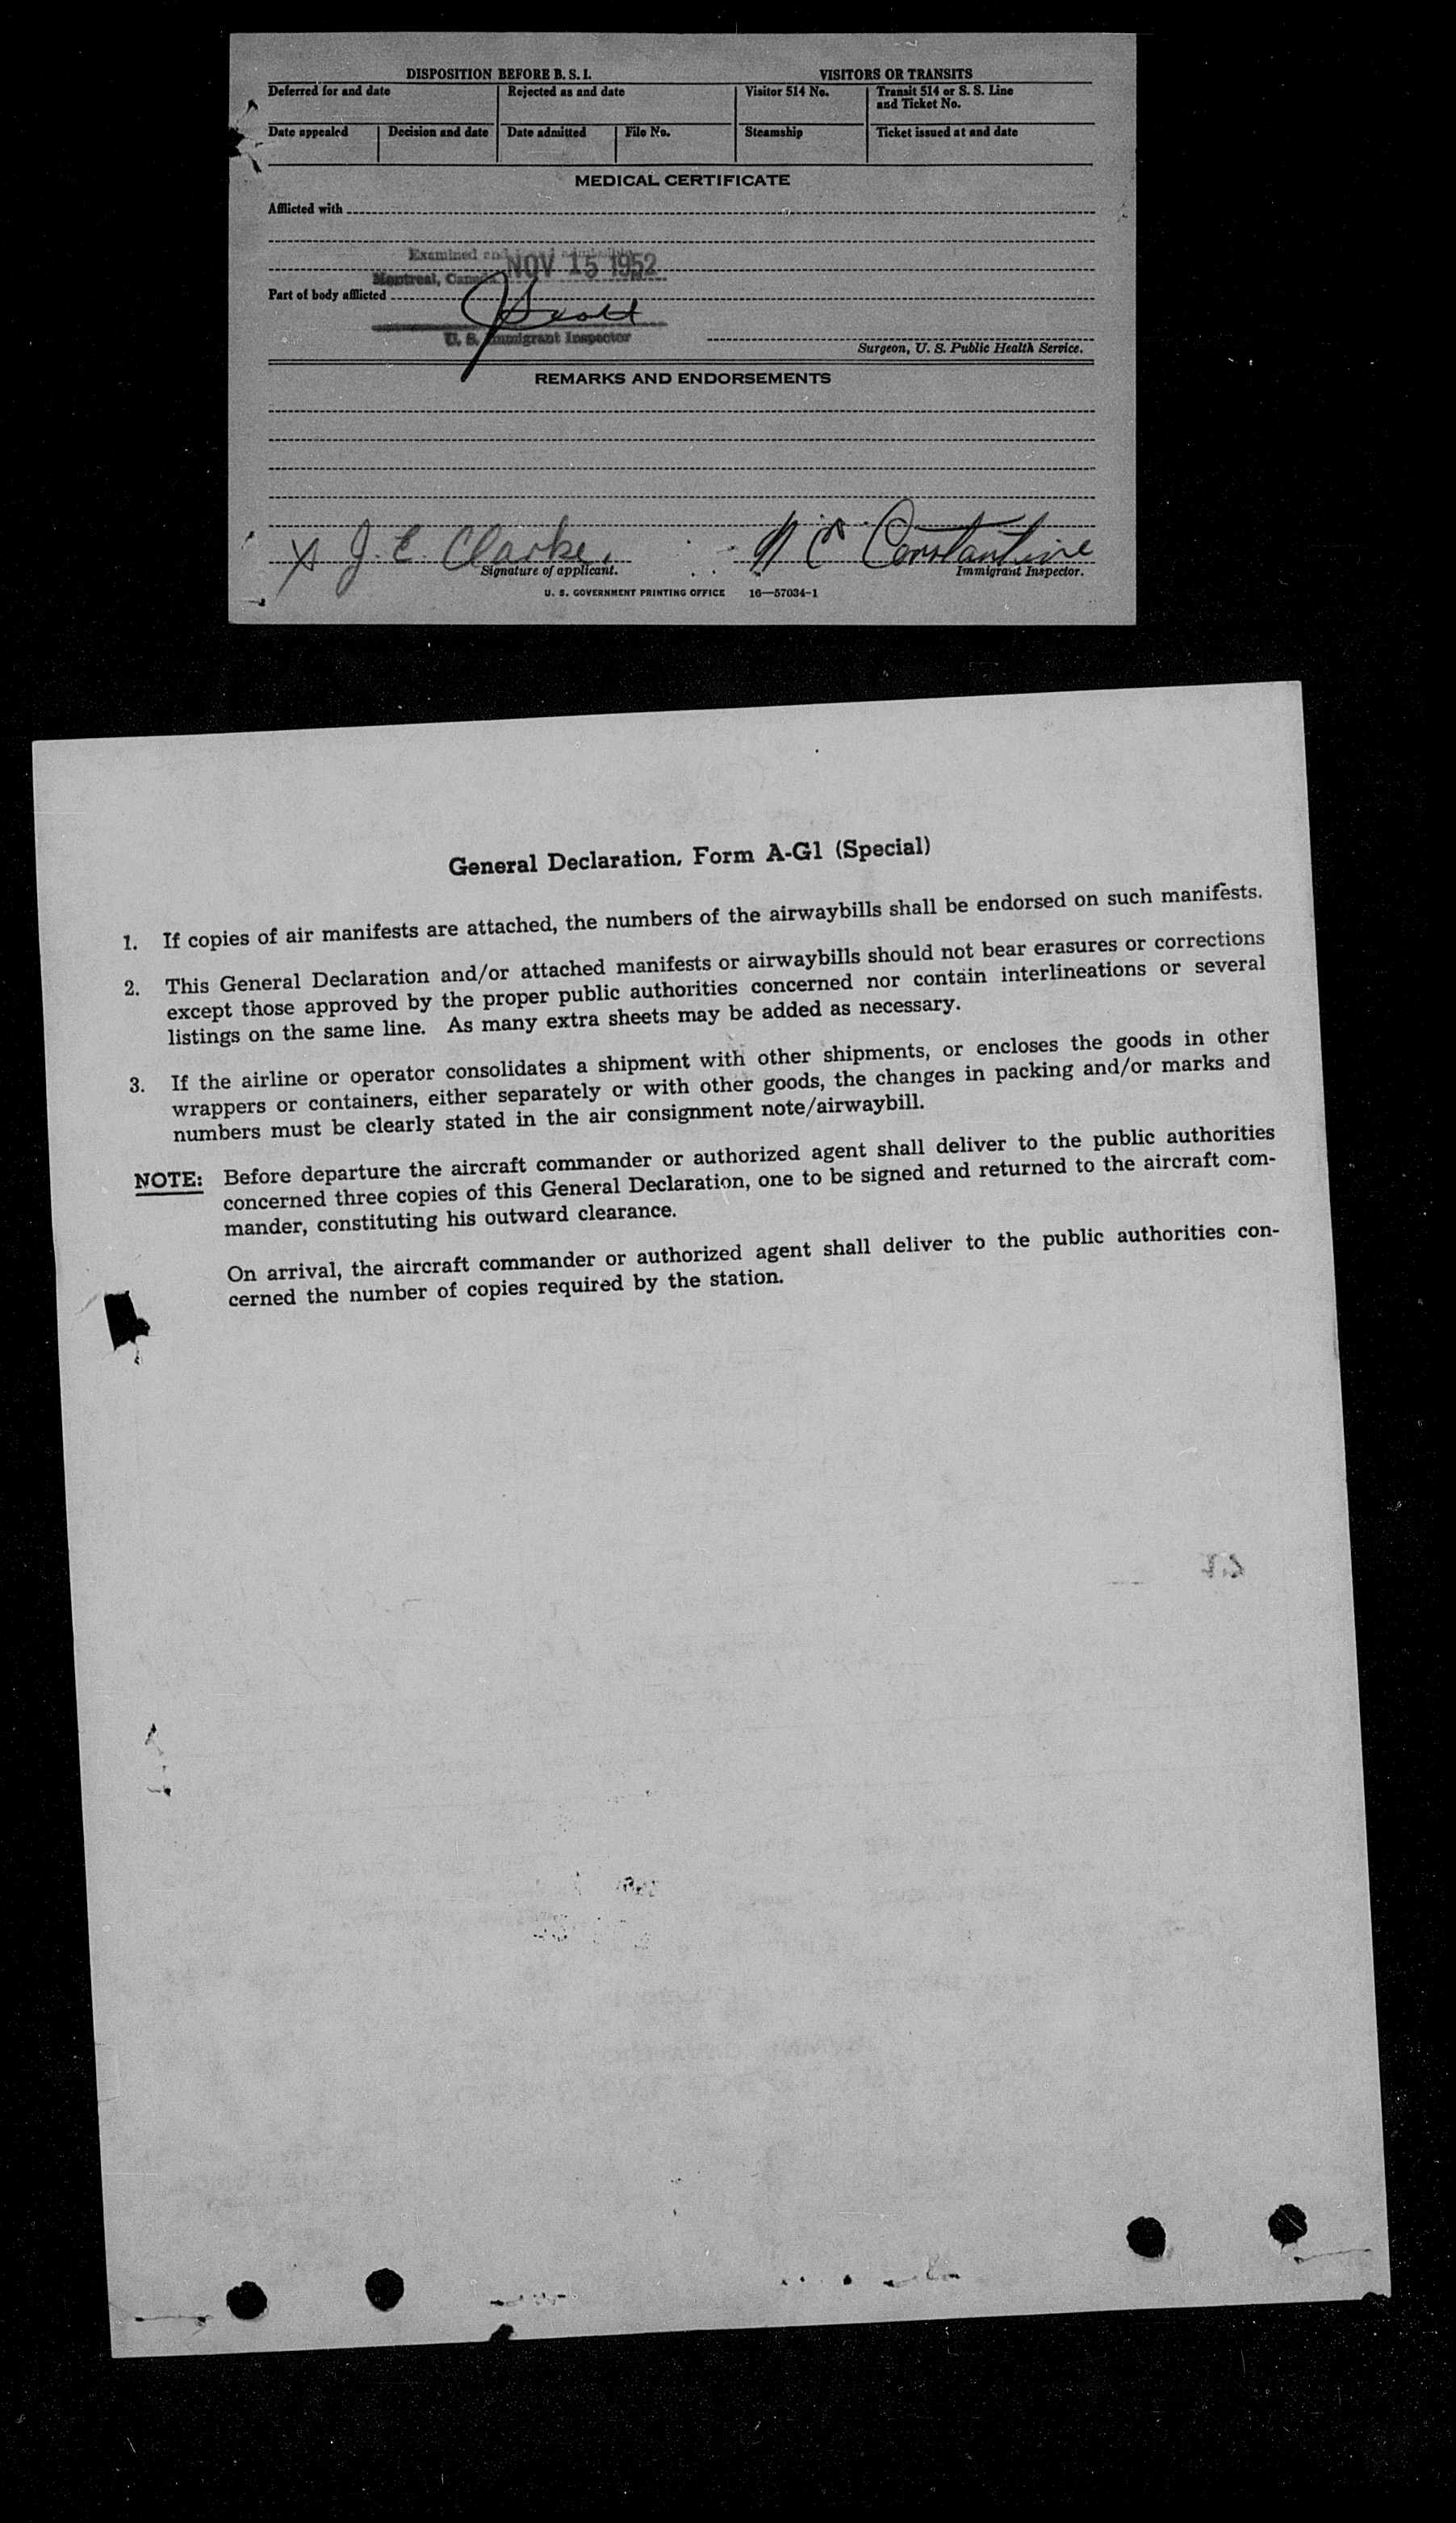 DISPOSITION BEFORE B. S. I.
VISITORS OR TRANSITS
Deferred for and date
Rejected as and date
Visitor 514 No.
Transit 514 or S. S. Line
and Ticket No.
Date appealed
Decision and date
Date admitted
File No.
Steamship
Ticket issued at and date
MEDICAL CERTIFICATE
Afflicted with
Examined and
Montreal, Canada NOV 15 1952
Part of body afflicted
Scott
U. S. Immigrant Inspector
Surgeon, U. S. Public Health Service.
REMARKS AND ENDORSEMENTS
X J. E. Clarke.
Constantine
Signature of applicant.
Immigrant Inspector.
U. S. GOVERNMENT PRINTING OFFICE 16—57034-1
General Declaration, Form A-G1 (Special)
1. If copies of air manifests are attached, the numbers of the airwaybills shall be endorsed on such manifests.
2. This General Declaration and/or attached manifests or airwaybills should not bear erasures or corrections
except those approved by the proper public authorities concerned nor contain interlineations or several
listings on the same line. As many extra sheets may be added as necessary.
3. If the airline or operator consolidates a shipment with other shipments, or encloses the goods in other
wrappers or containers, either separately or with other goods, the changes in packing and/or marks and
numbers must be clearly stated in the air consignment note/airwaybill.
NOTE: Before departure the aircraft commander or authorized agent shall deliver to the public authorities
concerned three copies of this General Declaration, one to be signed and returned to the aircraft com-
mander, constituting his outward clearance.
On arrival, the aircraft commander or authorized agent shall deliver to the public authorities con-
cerned the number of copies required by the station.